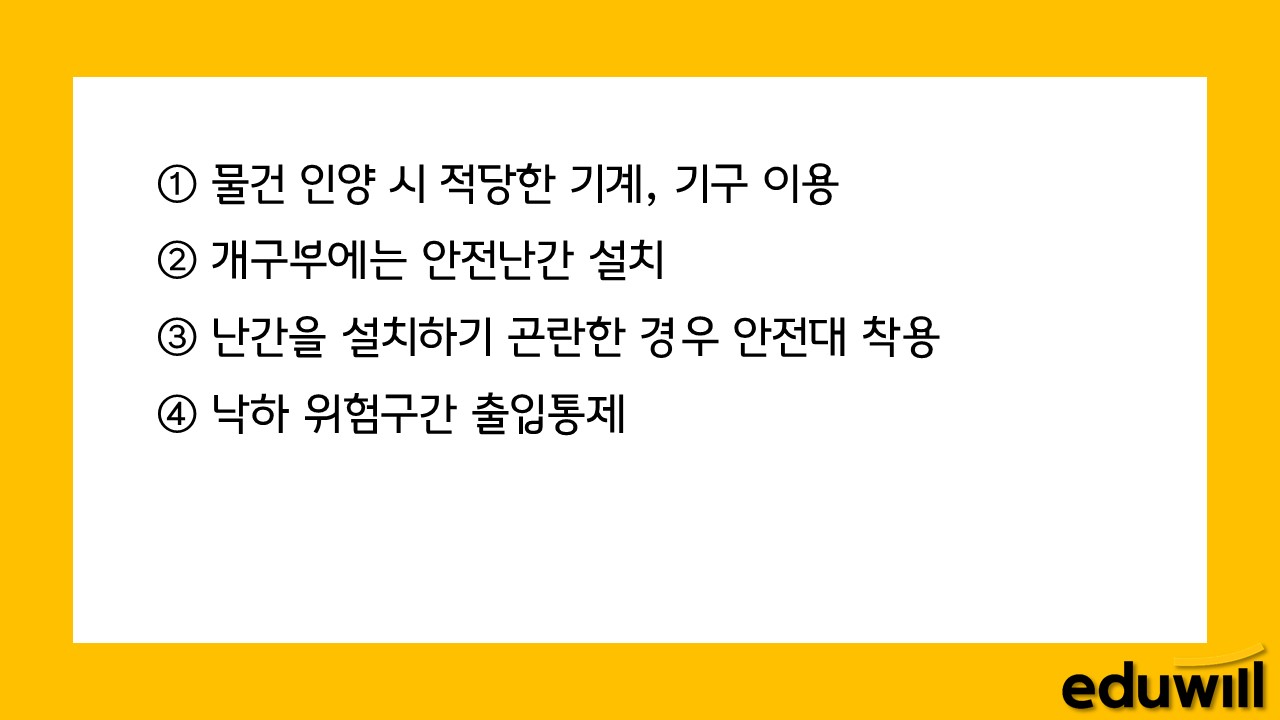 ① 물건 인양 시 적당한 기계, 기구 이용
② 개구부에는 안전난간 설치
③ 난간을 설치하기 곤란한 경우 안전대 착용
④ 낙하 위험구간 출입통제
eduwill